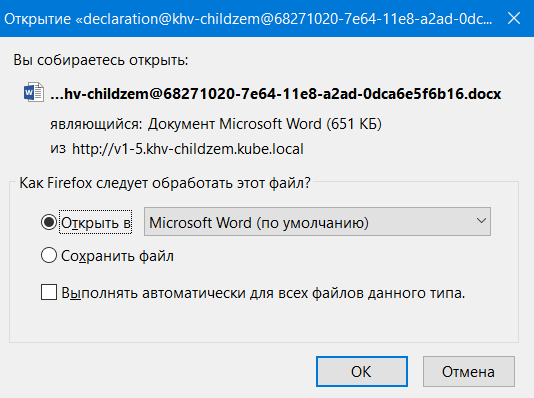 Открытие «declaration@khv-childzem@68271020-7e64-11e8-a2ad-0dc...
Вы собираетесь открыть:
...hv-childzem@68271020-7e64-11e8-a2ad-0dca6e5f6b16.docx
являющийся: Документ Microsoft Word (651 КБ)
из http://v1-5.khv-childzem.kube.local
Как Firefox следует обработать этот файл?
Открыть в Microsoft Word (по умолчанию)
Сохранить файл
Выполнять автоматически для всех файлов данного типа.
OK Отмена